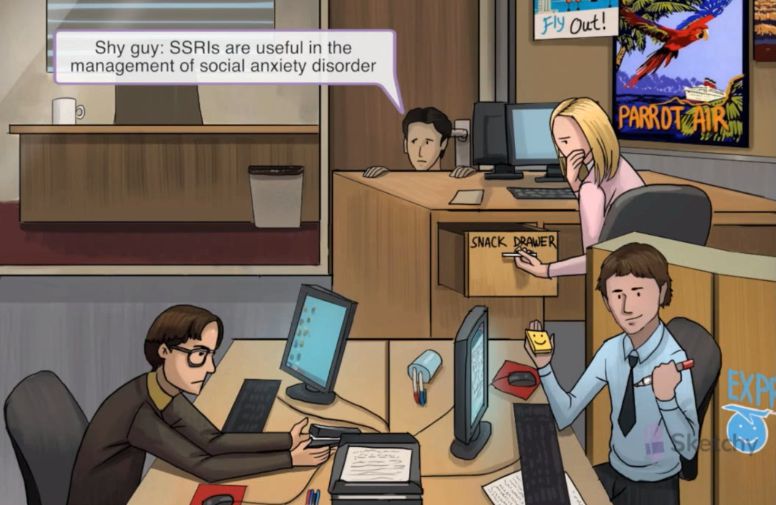 Fly Out!
Shy guy: SSRIs are useful in the
management of social anxiety disorder
PARROT AIR
SNACK DRAWER
EXP
Sketchy